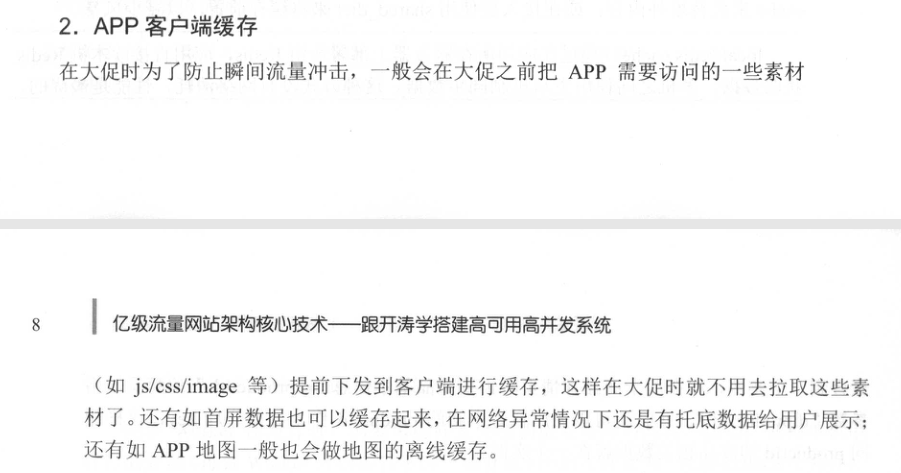 2．APP 客户端缓存
在大促时为了防止瞬间流量冲击，一般会在大促之前把 APP 需要访问的一些素材
8 亿级流量网站架构核心技术——跟开涛学搭建高可用高并发系统
（如 js/css/image 等）提前下发到客户端进行缓存，这样在大促时就不用去拉取这些素
材了。还有如首屏数据也可以缓存起来，在网络异常情况下还是有托底数据给用户展示；
还有如 APP 地图一般也会做地图的离线缓存。